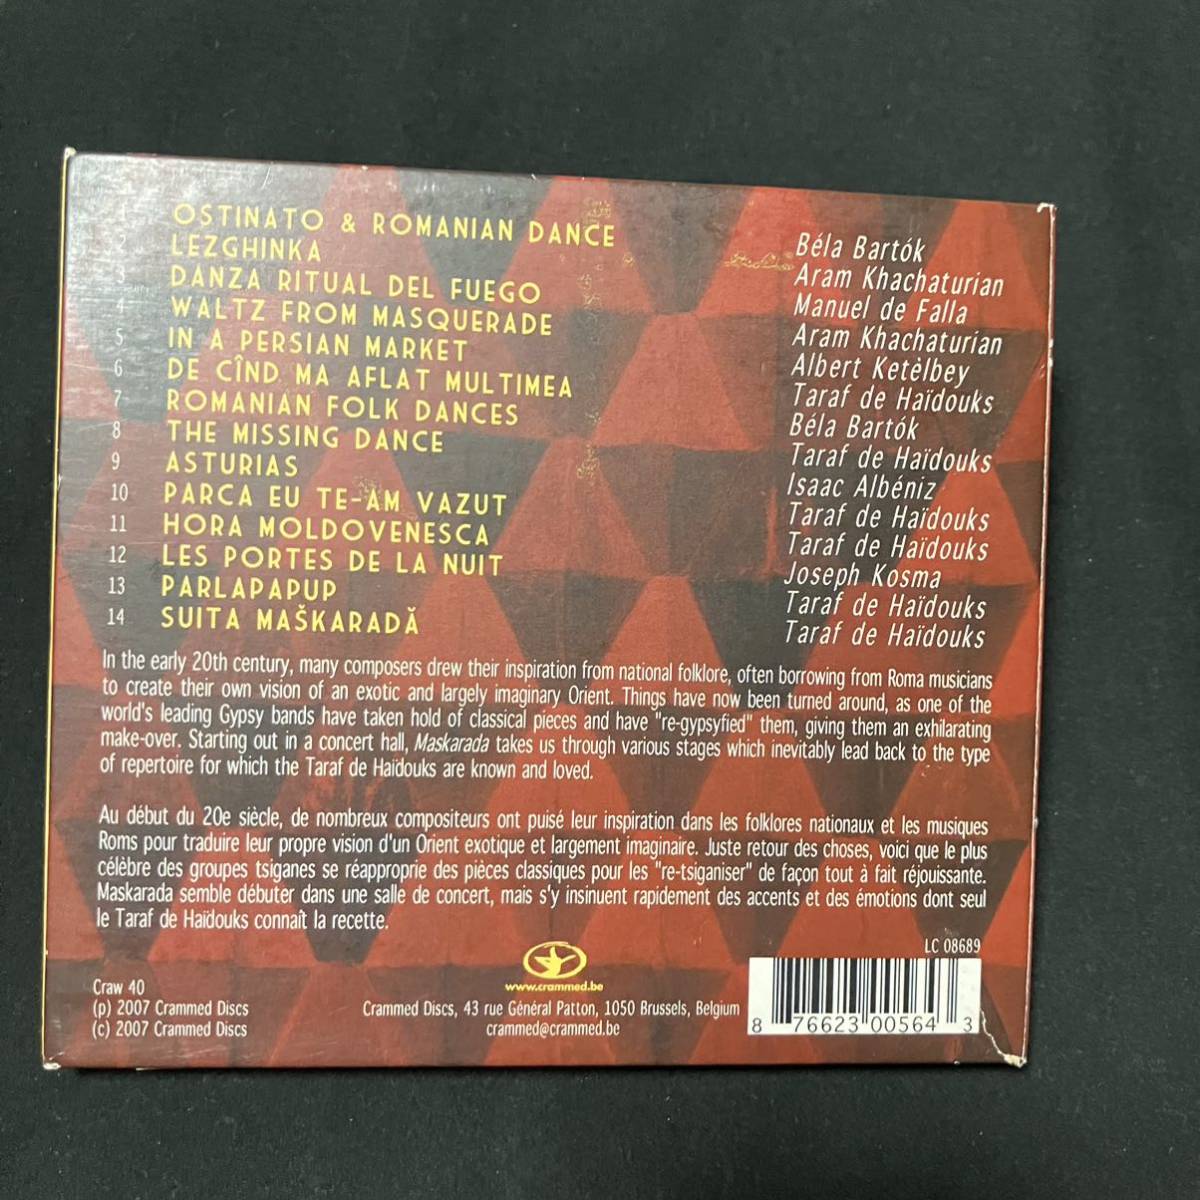 1 OSTINATO & ROMANIAN DANCE Béla Bartók
2 LEZGHINKA Aram Khachaturian
3 DANZA RITUAL DEL FUEGO Manuel de Falla
4 WALTZ FROM MASQUERADE Aram Khachaturian
5 IN A PERSIAN MARKET Albert Ketèlbey
6 DE CÎND MA AFLAT MULTIMEA Taraf de Haïdouks
7 ROMANIAN FOLK DANCES Béla Bartók
8 THE MISSING DANCE Taraf de Haïdouks
9 ASTURIAS Isaac Albéniz
10 PARCA EU TE-AM VAZUT Taraf de Haïdouks
11 HORA MOLDOVENESCA Taraf de Haïdouks
12 LES PORTES DE LA NUIT Joseph Kosma
13 PARLAPAPUP Taraf de Haïdouks
14 SUITA MAŠKARADĂ Taraf de Haïdouks
In the early 20th century, many composers drew their inspiration from national folklore, often borrowing from Roma musicians
to create their own vision of an exotic and largely imaginary Orient. Things have now been turned around, as one of the
world's leading Gypsy bands have taken hold of classical pieces and have "re-gypsyfied" them, giving them an exhilarating
make-over. Starting out in a concert hall, Maskarada takes us through various stages which inevitably lead back to the type
of repertoire for which the Taraf de Haïdouks are known and loved.
Au début du 20e siècle, de nombreux compositeurs ont puisé leur inspiration dans les folklores nationaux et les musiques
Roms pour traduire leur propre vision d'un Orient exotique et largement imaginaire. Juste retour des choses, voici que le plus
célèbre des groupes tsiganes se réapproprie des pièces classiques pour les "re-tsiganiser" de façon tout à fait réjouissante.
Maskarada semble débuter dans une salle de concert, mais s'y insinuent rapidement des accents et des émotions dont seul
le Taraf de Haïdouks connaît la recette.
LC 08689
www.crammed.be
Craw 40
(p) 2007 Crammed Discs
(c) 2007 Crammed Discs
Crammed Discs, 43 rue Général Patton, 1050 Brussels, Belgium
crammed@crammed.be
8 76623 00564 3